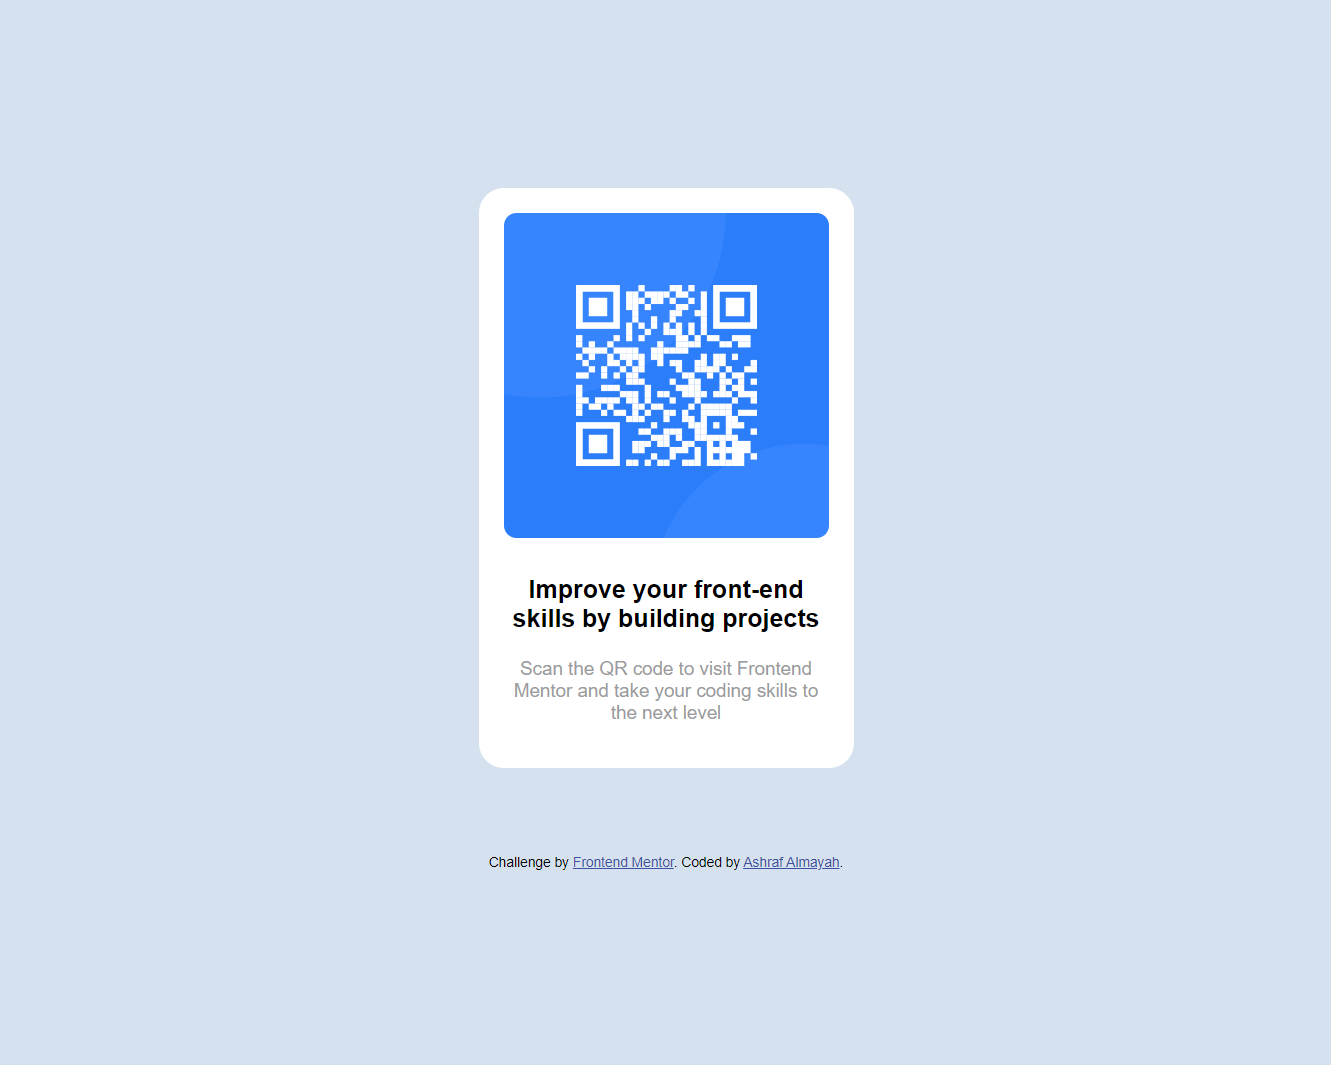 Improve your front-end
skills by building projects
Scan the QR code to visit Frontend
Mentor and take your coding skills to
the next level
Challenge by Frontend Mentor. Coded by Ashraf Almayah.